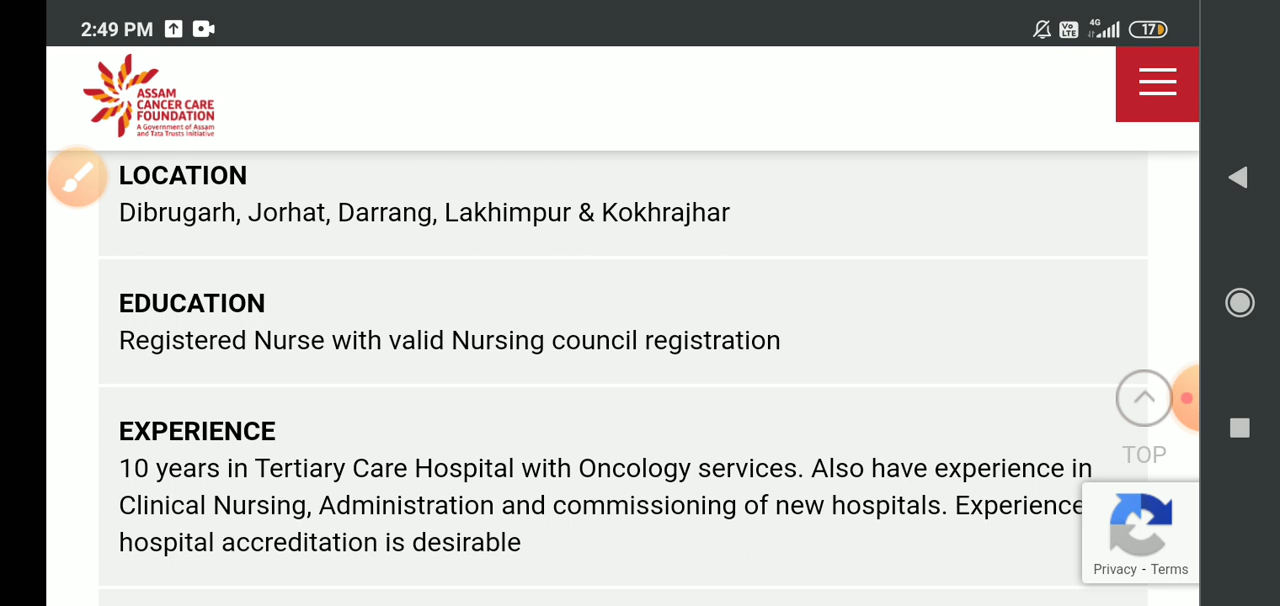 2:49 PM
Vo LTE
4G
17
ASSAM
CANCER CARE
FOUNDATION
A Government of Assam
and Tata Trusts Initiative
LOCATION
Dibrugarh, Jorhat, Darrang, Lakhimpur & Kokhrajhar
EDUCATION
Registered Nurse with valid Nursing council registration
EXPERIENCE
10 years in Tertiary Care Hospital with Oncology services. Also have experience in
Clinical Nursing, Administration and commissioning of new hospitals. Experience
hospital accreditation is desirable
TOP
Privacy - Terms